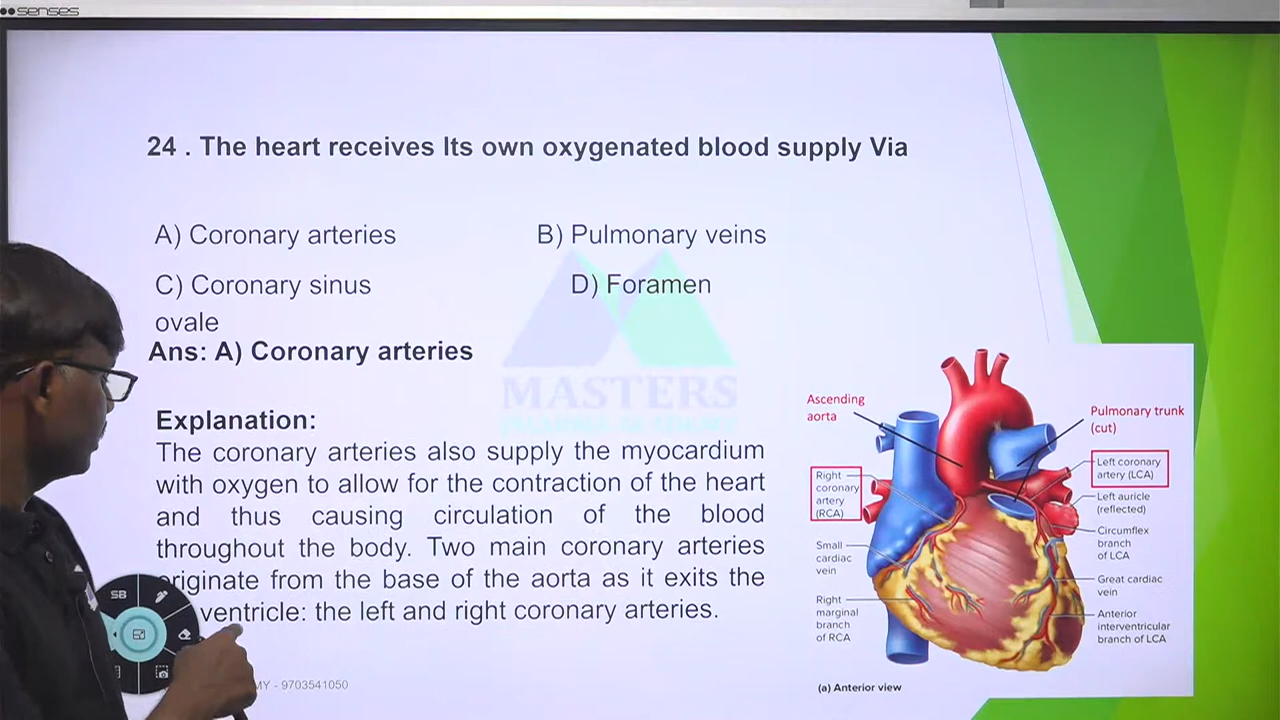 senses
24 . The heart receives Its own oxygenated blood supply Via
A) Coronary arteries B) Pulmonary veins
C) Coronary sinus D) Foramen
ovale
Ans: A) Coronary arteries
MASTERS
Explanation:
The coronary arteries also supply the myocardium
with oxygen to allow for the contraction of the heart
and thus causing circulation of the blood
throughout the body. Two main coronary arteries
originate from the base of the aorta as it exits the
ventricle: the left and right coronary arteries.
SB
MY - 9703541050
Ascending
aorta
Pulmonary trunk
(cut)
Right
coronary
artery
(RCA)
Left coronary
artery (LCA)
Left auricle
(reflected)
Circumflex
branch
of LCA
Small
cardiac
vein
Great cardiac
vein
Right
marginal
branch
of RCA
Anterior
interventricular
branch of LCA
(a) Anterior view